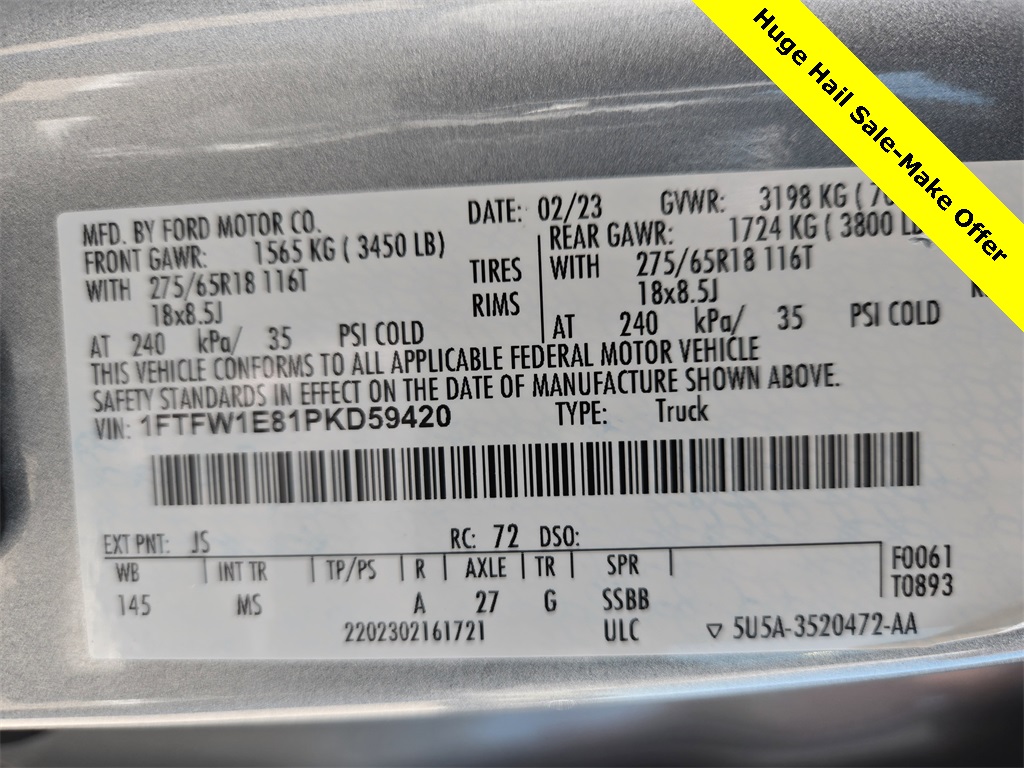 Huge Hail Sale-Make Offer
MFD. BY FORD MOTOR CO. DATE: 02/23 GVWR: 3198 KG (
FRONT GAWR: 1565 KG ( 3450 LB) REAR GAWR: 1724 KG ( 3800
WITH 275/65R18 116T TIRES WITH 275/65R18 116T
18x8.5J RIMS 18x8.5J
AT 240 kPa/ 35 PSI COLD AT 240 kPa/ 35 PSI COLD
THIS VEHICLE CONFORMS TO ALL APPLICABLE FEDERAL MOTOR VEHICLE
SAFETY STANDARDS IN EFFECT ON THE DATE OF MANUFACTURE SHOWN ABOVE.
VIN: 1FTFW1E81PKD59420 TYPE: Truck
EXT PNT: JS RC: 72 DSO:
WB INT TR TP/PS R AXLE TR SPR F0061
T0893
145 MS A 27 G SSBB
2202302161721 ULC ▽ 5U5A-3520472-AA